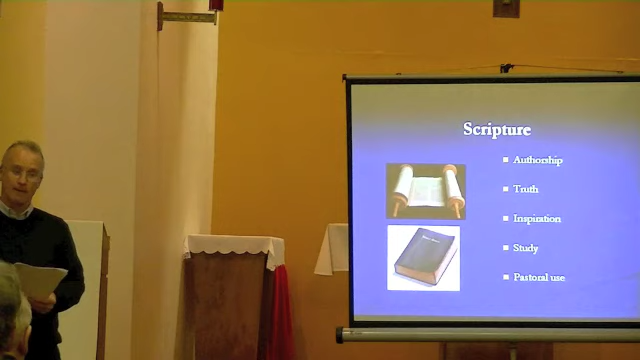 Scripture
Authorship
Truth
Inspiration
Study
Pastoral use